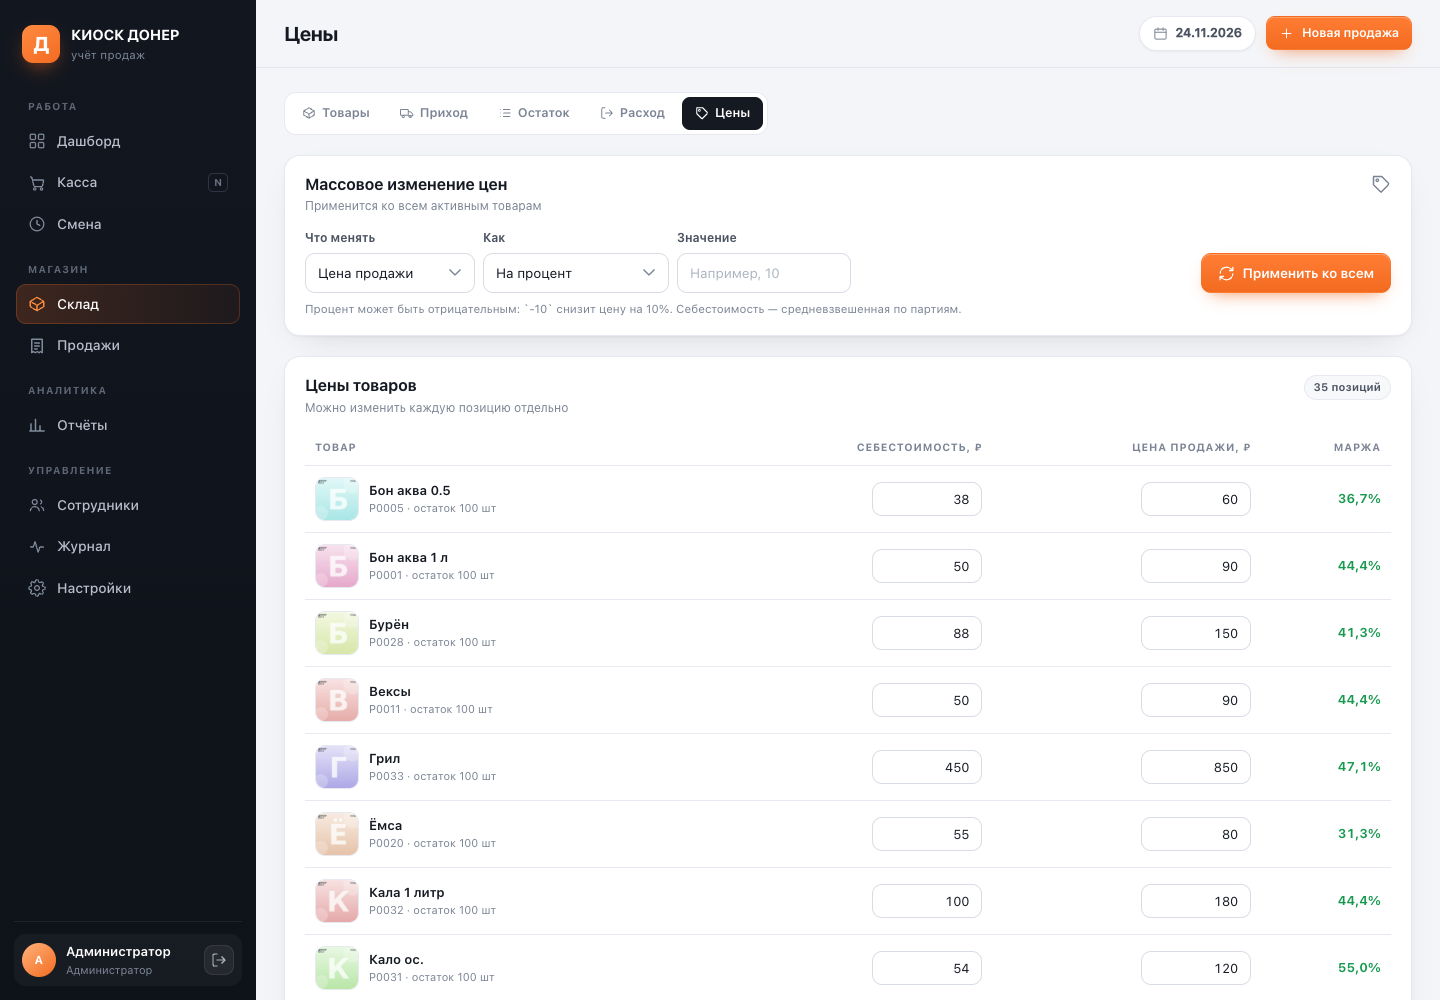 Д
КИОСК ДОНЕР
учёт продаж
РАБОТА
Дашборд
Касса
N
Смена
МАГАЗИН
Склад
Продажи
АНАЛИТИКА
Отчёты
УПРАВЛЕНИЕ
Сотрудники
Журнал
Настройки
А
Администратор
Администратор
Цены
24.11.2026
Новая продажа
Товары
Приход
Остаток
Расход
Цены
Массовое изменение цен
Применится ко всем активным товарам
Что менять
Как
Значение
Цена продажи
На процент
Например, 10
Применить ко всем
Процент может быть отрицательным: `-10` снизит цену на 10%. Себестоимость — средневзвешенная по партиям.
Цены товаров
35 позиций
Можно изменить каждую позицию отдельно
ТОВАР
СЕБЕСТОИМОСТЬ, ₽
ЦЕНА ПРОДАЖИ, ₽
МАРЖА
Б
Бон аква 0.5
P0005 · остаток 100 шт
38
60
36,7%
Б
Бон аква 1 л
P0001 · остаток 100 шт
50
90
44,4%
Б
Бурён
P0028 · остаток 100 шт
88
150
41,3%
В
Вексы
P0011 · остаток 100 шт
50
90
44,4%
Г
Грил
P0033 · остаток 100 шт
450
850
47,1%
Ё
Ёмса
P0020 · остаток 100 шт
55
80
31,3%
К
Кала 1 литр
P0032 · остаток 100 шт
100
180
44,4%
К
Кало ос.
P0031 · остаток 100 шт
54
120
55,0%